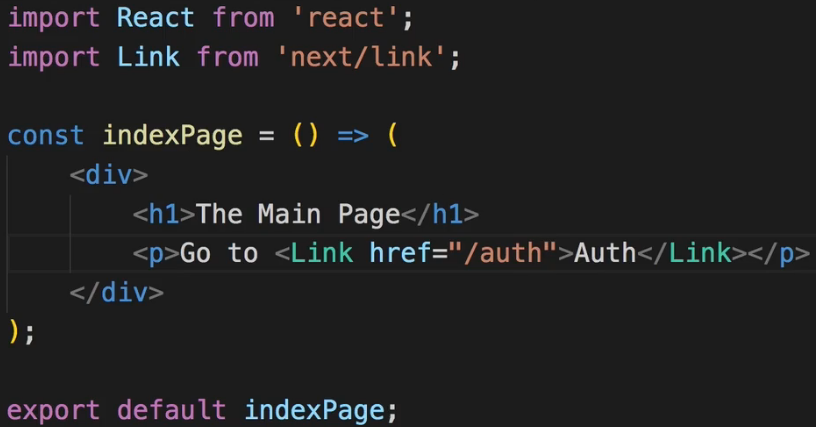 import React from 'react';
import Link from 'next/link';
const indexPage = () => (
<div>
<h1>The Main Page</h1>
<p>Go to <Link href="/auth">Auth</Link></p>
</div>
);
export default indexPage;